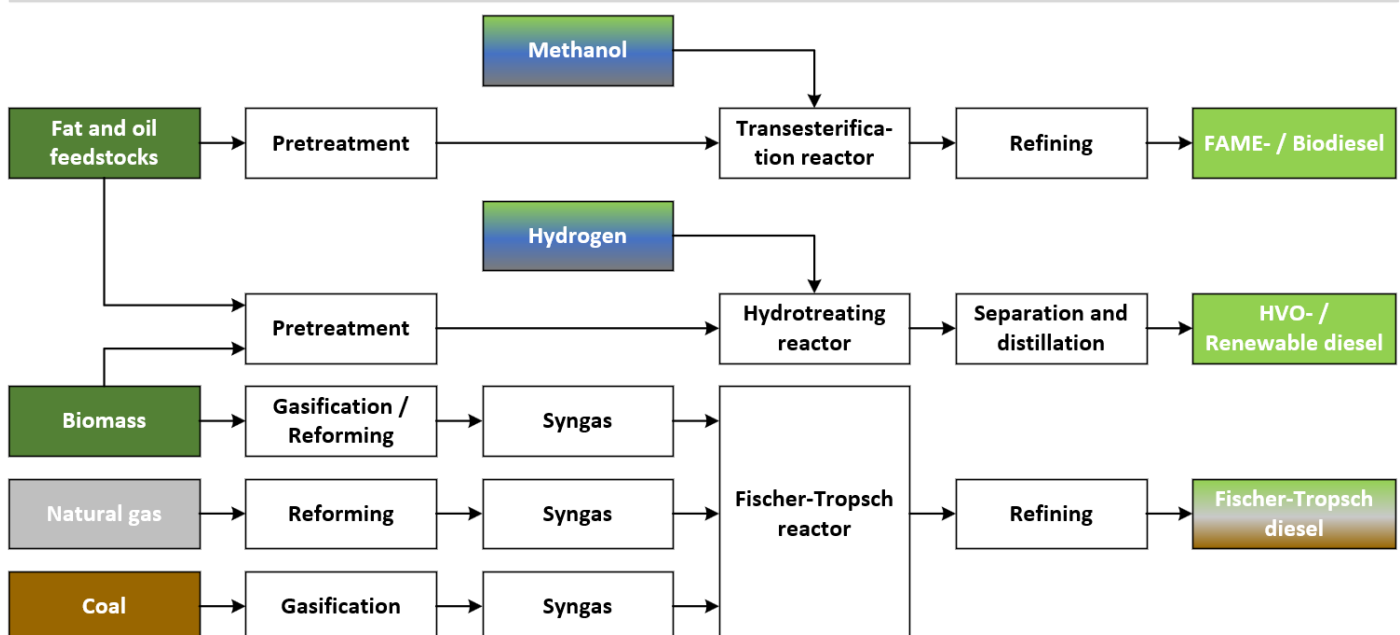 Methanol
Fat and oil
feedstocks
Pretreatment
Transesterifica-
tion reactor
Refining
FAME- / Biodiesel
Hydrogen
Pretreatment
Hydrotreating
reactor
Separation and
distillation
HVO- /
Renewable diesel
Biomass
Gasification /
Reforming
Syngas
Natural gas
Reforming
Syngas
Fischer-Tropsch
reactor
Refining
Fischer-Tropsch
diesel
Coal
Gasification
Syngas